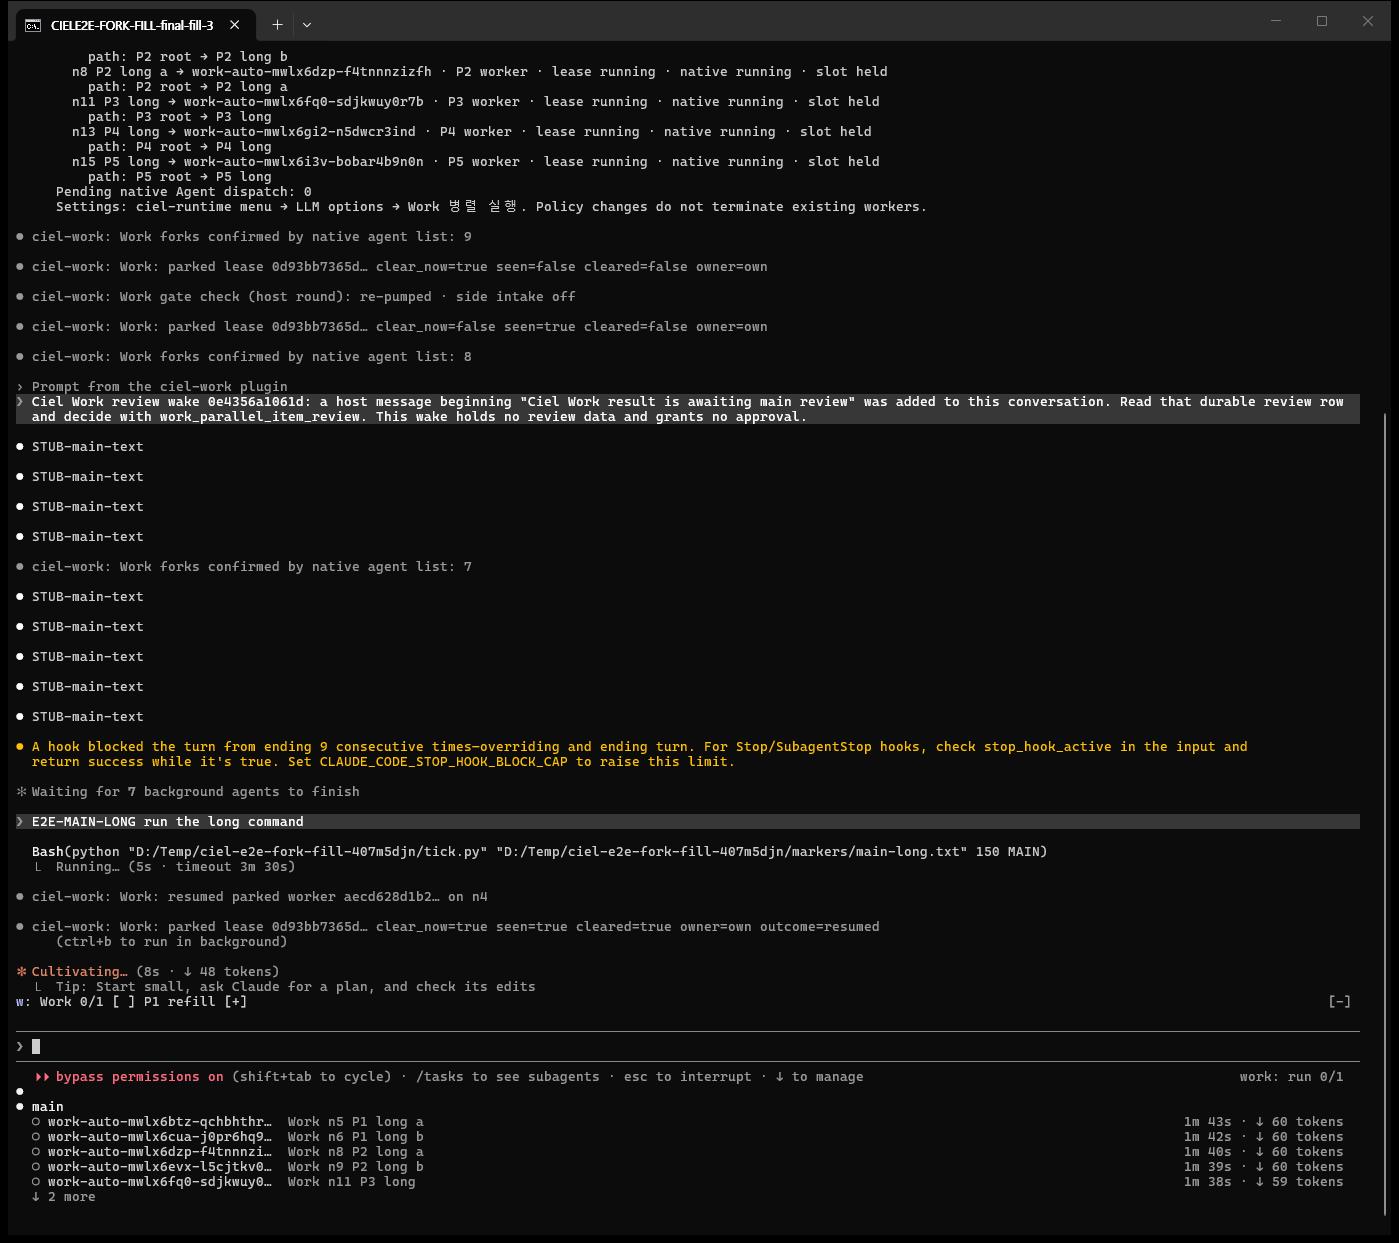 CIELE2E-FORK-FILL-final-fill-3
path: P2 root → P2 long b
n8 P2 long a → work-auto-mwlx6dzp-f4tnnnzizfh · P2 worker · lease running · native running · slot held
path: P2 root → P2 long a
n11 P3 long → work-auto-mwlx6fq0-sdjkwuy0r7b · P3 worker · lease running · native running · slot held
path: P3 root → P3 long
n13 P4 long → work-auto-mwlx6gi2-n5dwcr3ind · P4 worker · lease running · native running · slot held
path: P4 root → P4 long
n15 P5 long → work-auto-mwlx6i3v-bobar4b9n0n · P5 worker · lease running · native running · slot held
path: P5 root → P5 long
Pending native Agent dispatch: 0
Settings: ciel-runtime menu → LLM options → Work 병렬 실행. Policy changes do not terminate existing workers.
● ciel-work: Work forks confirmed by native agent list: 9
● ciel-work: Work: parked lease 0d93bb7365d… clear_now=true seen=false cleared=false owner=own
● ciel-work: Work gate check (host round): re-pumped · side intake off
● ciel-work: Work: parked lease 0d93bb7365d… clear_now=false seen=true cleared=false owner=own
● ciel-work: Work forks confirmed by native agent list: 8
› Prompt from the ciel-work plugin
❯ Ciel Work review wake 0e4356a1061d: a host message beginning "Ciel Work result is awaiting main review" was added to this conversation. Read that durable review row
and decide with work_parallel_item_review. This wake holds no review data and grants no approval.
● STUB-main-text
● STUB-main-text
● STUB-main-text
● STUB-main-text
● ciel-work: Work forks confirmed by native agent list: 7
● STUB-main-text
● STUB-main-text
● STUB-main-text
● STUB-main-text
● STUB-main-text
● A hook blocked the turn from ending 9 consecutive times—overriding and ending turn. For Stop/SubagentStop hooks, check stop_hook_active in the input and
return success while it's true. Set CLAUDE_CODE_STOP_HOOK_BLOCK_CAP to raise this limit.
✻ Waiting for 7 background agents to finish
❯ E2E-MAIN-LONG run the long command
Bash(python "D:/Temp/ciel-e2e-fork-fill-407m5djn/tick.py" "D:/Temp/ciel-e2e-fork-fill-407m5djn/markers/main-long.txt" 150 MAIN)
└ Running… (5s · timeout 3m 30s)
● ciel-work: Work: resumed parked worker aecd628d1b2… on n4
● ciel-work: Work: parked lease 0d93bb7365d… clear_now=true seen=true cleared=true owner=own outcome=resumed
(ctrl+b to run in background)
✻ Cultivating… (8s · ↓ 48 tokens)
└ Tip: Start small, ask Claude for a plan, and check its edits
w: Work 0/1 [ ] P1 refill [+] [-]
❯
⏵⏵ bypass permissions on (shift+tab to cycle) · /tasks to see subagents · esc to interrupt · ↓ to manage work: run 0/1
●
● main
○ work-auto-mwlx6btz-qchbhthr… Work n5 P1 long a 1m 43s · ↓ 60 tokens
○ work-auto-mwlx6cua-j0pr6hq9… Work n6 P1 long b 1m 42s · ↓ 60 tokens
○ work-auto-mwlx6dzp-f4tnnnzi… Work n8 P2 long a 1m 40s · ↓ 60 tokens
○ work-auto-mwlx6evx-l5cjtkv0… Work n9 P2 long b 1m 39s · ↓ 60 tokens
○ work-auto-mwlx6fq0-sdjkwuy0… Work n11 P3 long 1m 38s · ↓ 59 tokens
↓ 2 more